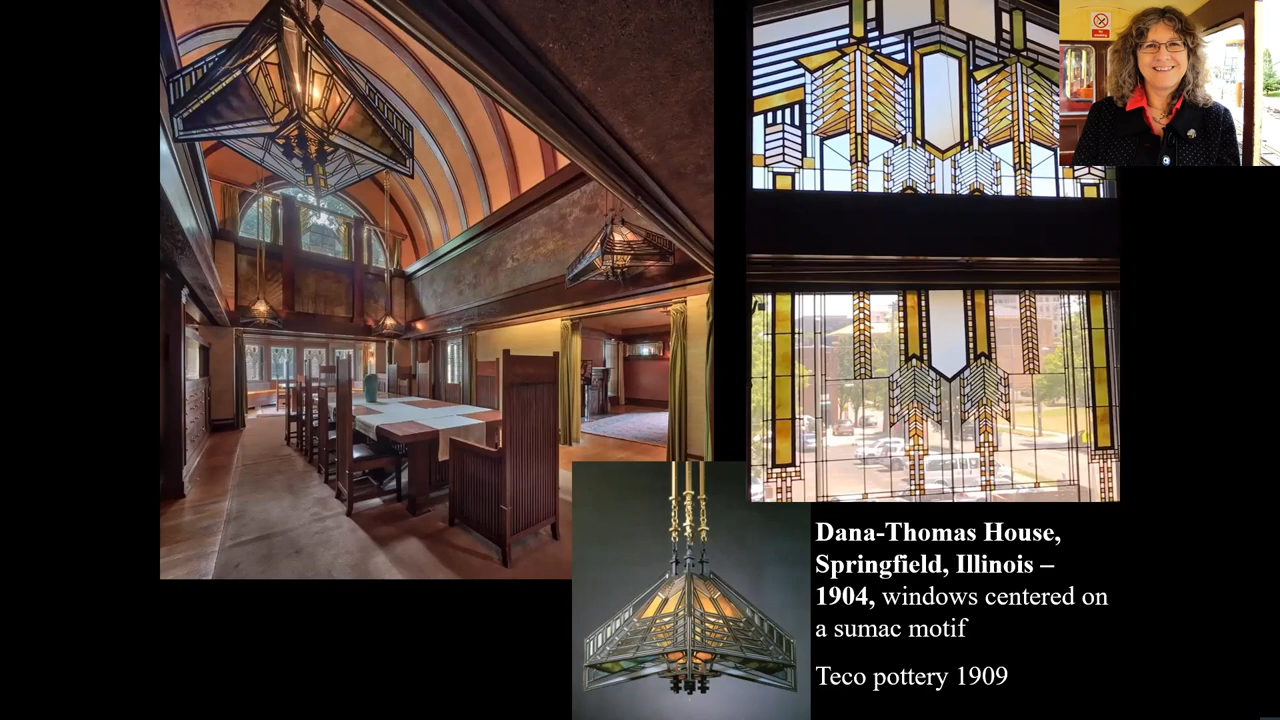 Dana-Thomas House,
Springfield, Illinois –
1904, windows centered on
a sumac motif
Teco pottery 1909